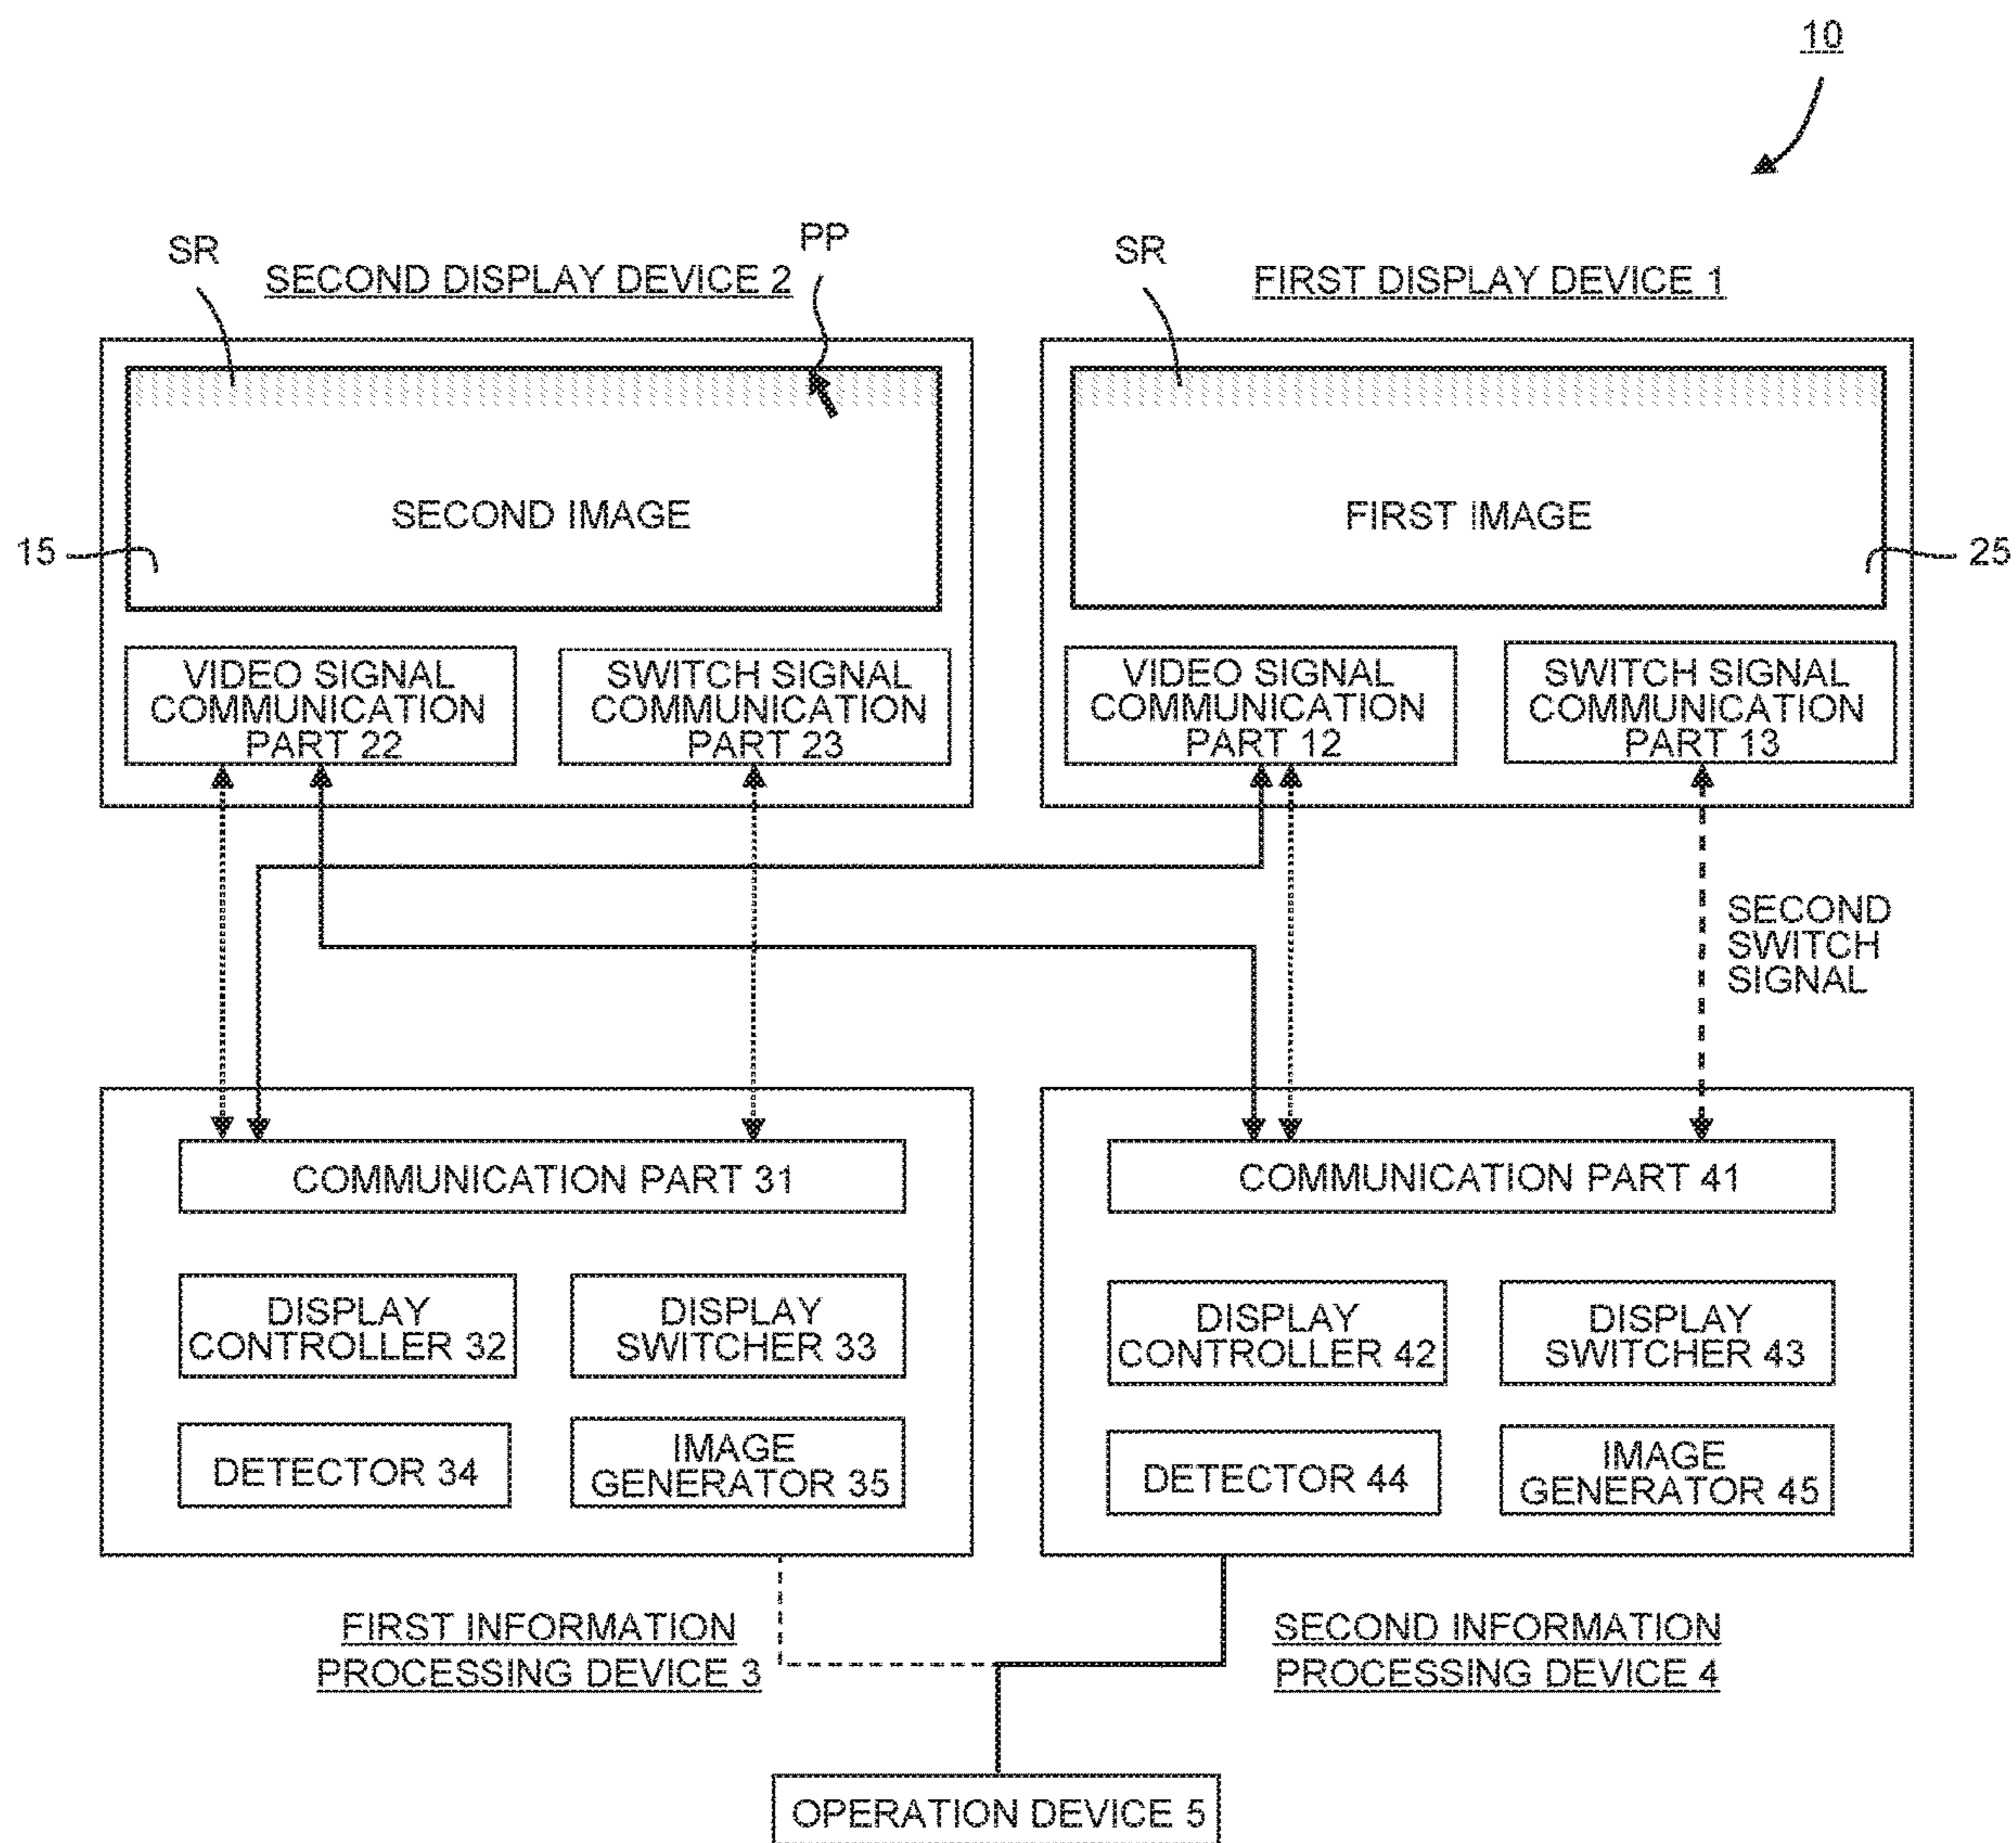 10
SR
SECOND DISPLAY DEVICE 2
PP
SR
FIRST DISPLAY DEVICE 1
SECOND IMAGE
15
FIRST IMAGE
25
VIDEO SIGNAL
COMMUNICATION
PART 22
SWITCH SIGNAL
COMMUNICATION
PART 23
VIDEO SIGNAL
COMMUNICATION
PART 12
SWITCH SIGNAL
COMMUNICATION
PART 13
SECOND
SWITCH
SIGNAL
COMMUNICATION PART 31
COMMUNICATION PART 41
DISPLAY
CONTROLLER 32
DISPLAY
SWITCHER 33
DISPLAY
CONTROLLER 42
DISPLAY
SWITCHER 43
DETECTOR 34
IMAGE
GENERATOR 35
DETECTOR 44
IMAGE
GENERATOR 45
FIRST INFORMATION
PROCESSING DEVICE 3
SECOND INFORMATION
PROCESSING DEVICE 4
OPERATION DEVICE 5